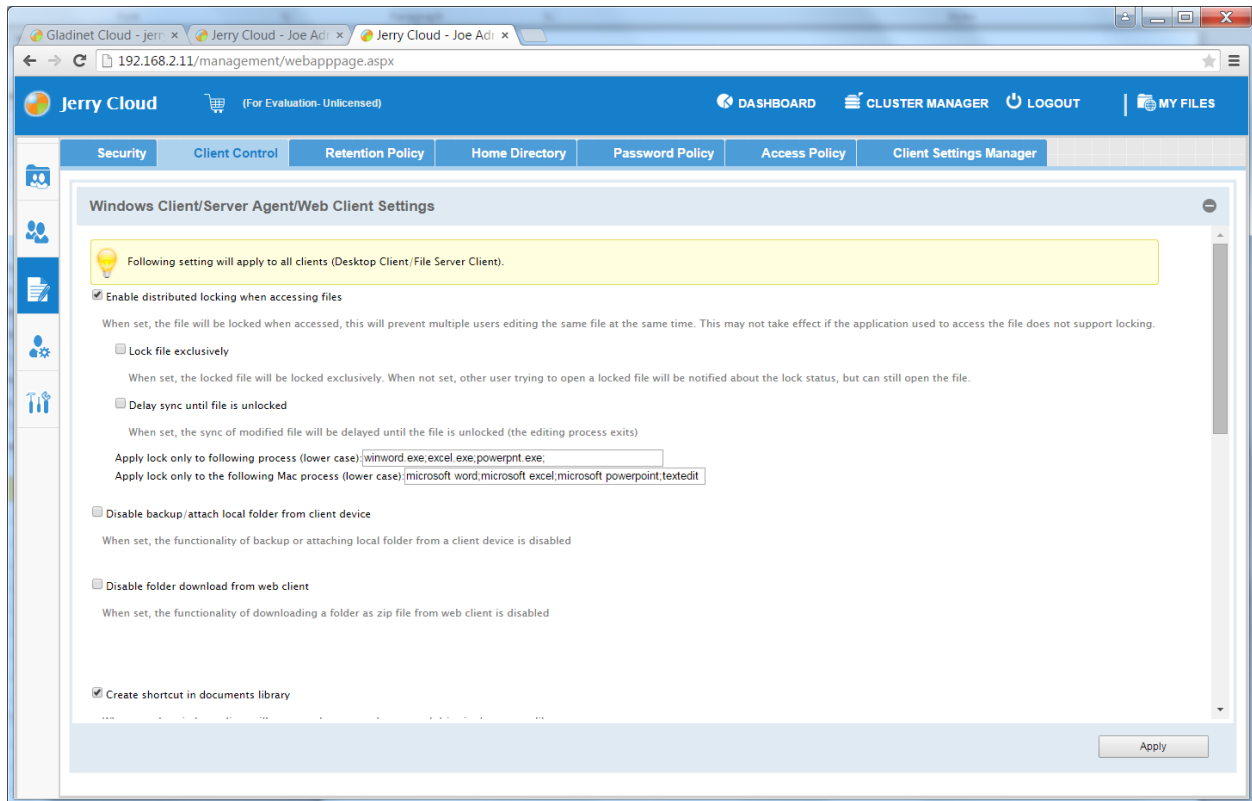 Gladinet Cloud - jerr
Jerry Cloud - Joe Adr
Jerry Cloud - Joe Adr
192.168.2.11/management/webapppage.aspx
Jerry Cloud (For Evaluation- Unlicensed) DASHBOARD CLUSTER MANAGER LOGOUT MY FILES
Security Client Control Retention Policy Home Directory Password Policy Access Policy Client Settings Manager
Windows Client/Server Agent/Web Client Settings
Following setting will apply to all clients (Desktop Client/File Server Client).
Enable distributed locking when accessing files
When set, the file will be locked when accessed, this will prevent multiple users editing the same file at the same time. This may not take effect if the application used to access the file does not support locking.
Lock file exclusively
When set, the locked file will be locked exclusively. When not set, other user trying to open a locked file will be notified about the lock status, but can still open the file.
Delay sync until file is unlocked
When set, the sync of modified file will be delayed until the file is unlocked (the editing process exits)
Apply lock only to following process (lower case): winword.exe;excel.exe;powerpnt.exe;
Apply lock only to the following Mac process (lower case): microsoft word;microsoft excel;microsoft powerpoint;textedit
Disable backup/attach local folder from client device
When set, the functionality of backup or attaching local folder from a client device is disabled
Disable folder download from web client
When set, the functionality of downloading a folder as zip file from web client is disabled
Create shortcut in documents library
Apply